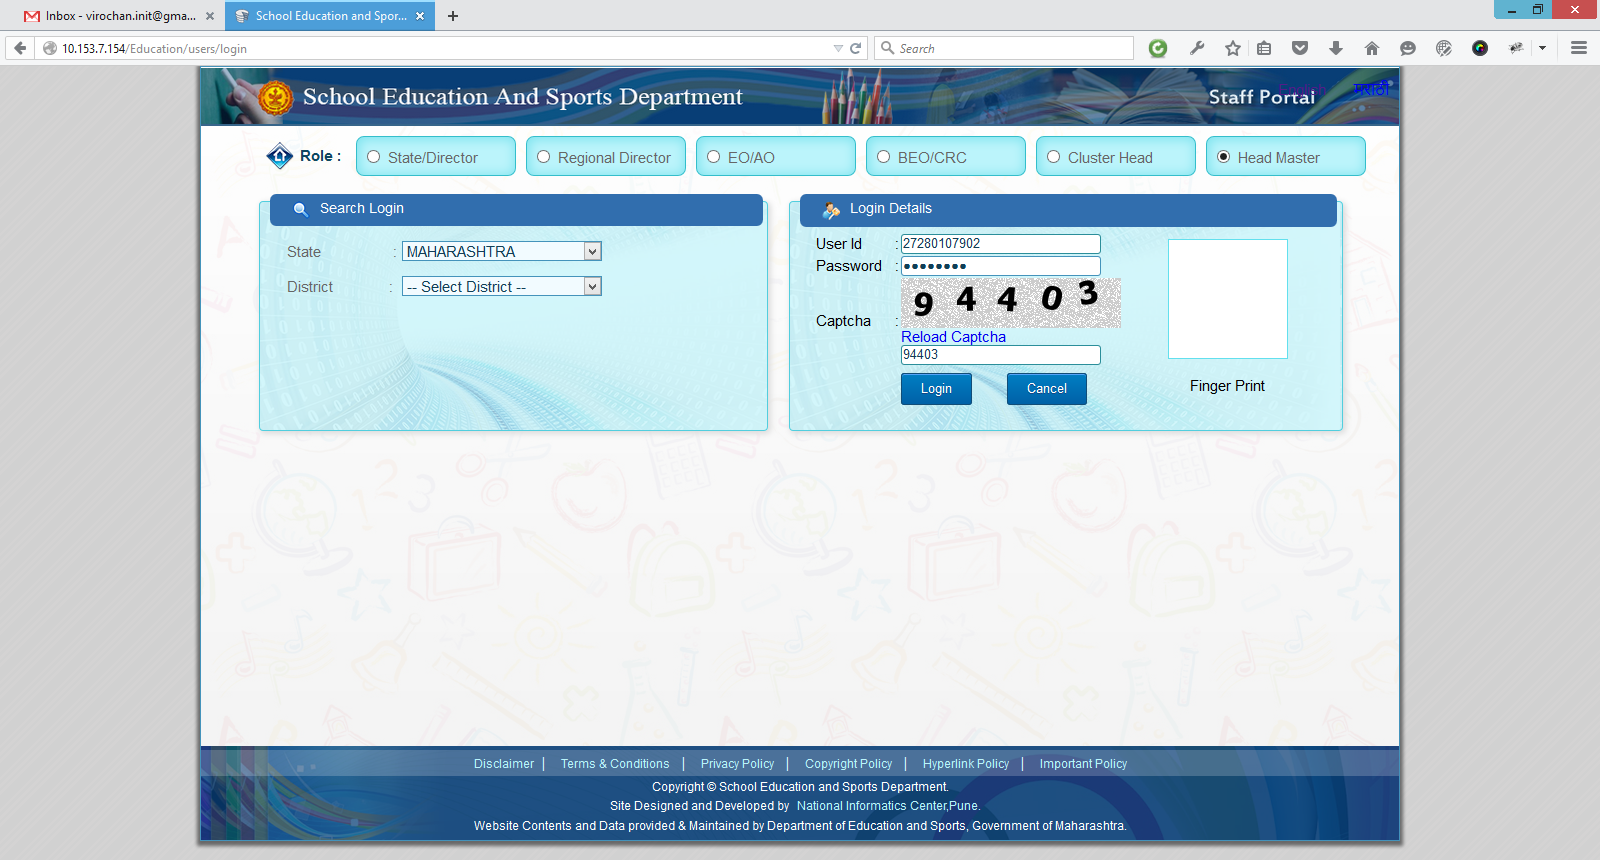 Inbox - virochan.init@gma...
School Education and Spor...
10.153.7.154/Education/users/login
Search
School Education And Sports Department
English
मराठी
Staff Portal
Role :
State/Director
Regional Director
EO/AO
BEO/CRC
Cluster Head
Head Master
Search Login
State : MAHARASHTRA
District : -- Select District --
Login Details
User Id : 27280107902
Password : ●●●●●●●●
94403
Captcha :
Reload Captcha
94403
Login
Cancel
Finger Print
Disclaimer | Terms & Conditions | Privacy Policy | Copyright Policy | Hyperlink Policy | Important Policy
Copyright © School Education and Sports Department.
Site Designed and Developed by National Informatics Center,Pune.
Website Contents and Data provided & Maintained by Department of Education and Sports, Government of Maharashtra.